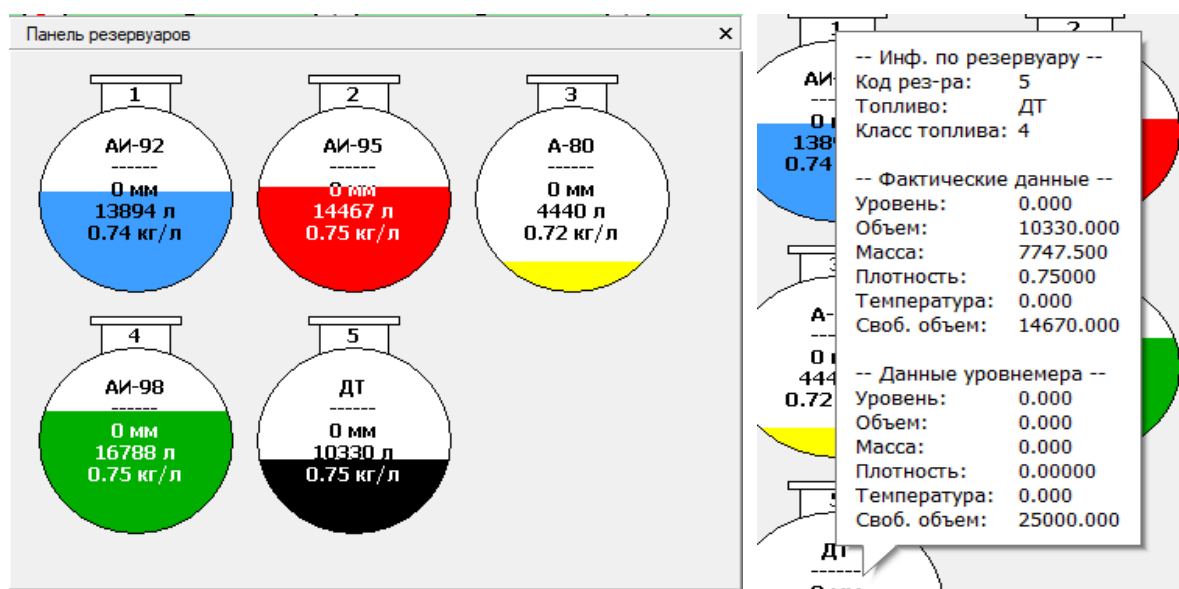 Панель резервуаров
1
АИ-92
------
0 мм
13894 л
0.74 кг/л
2
АИ-95
------
0 мм
14467 л
0.75 кг/л
3
А-80
------
0 мм
4440 л
0.72 кг/л
4
АИ-98
------
0 мм
16788 л
0.75 кг/л
5
ДТ
------
0 мм
10330 л
0.75 кг/л
-- Инф. по резервуару --
Код рез-ра: 5
Топливо: ДТ
Класс топлива: 4
-- Фактические данные --
Уровень: 0.000
Объем: 10330.000
Масса: 7747.500
Плотность: 0.75000
Температура: 0.000
Своб. объем: 14670.000
-- Данные уровнемера --
Уровень: 0.000
Объем: 0.000
Масса: 0.000
Плотность: 0.00000
Температура: 0.000
Своб. объем: 25000.000
ДТ
------